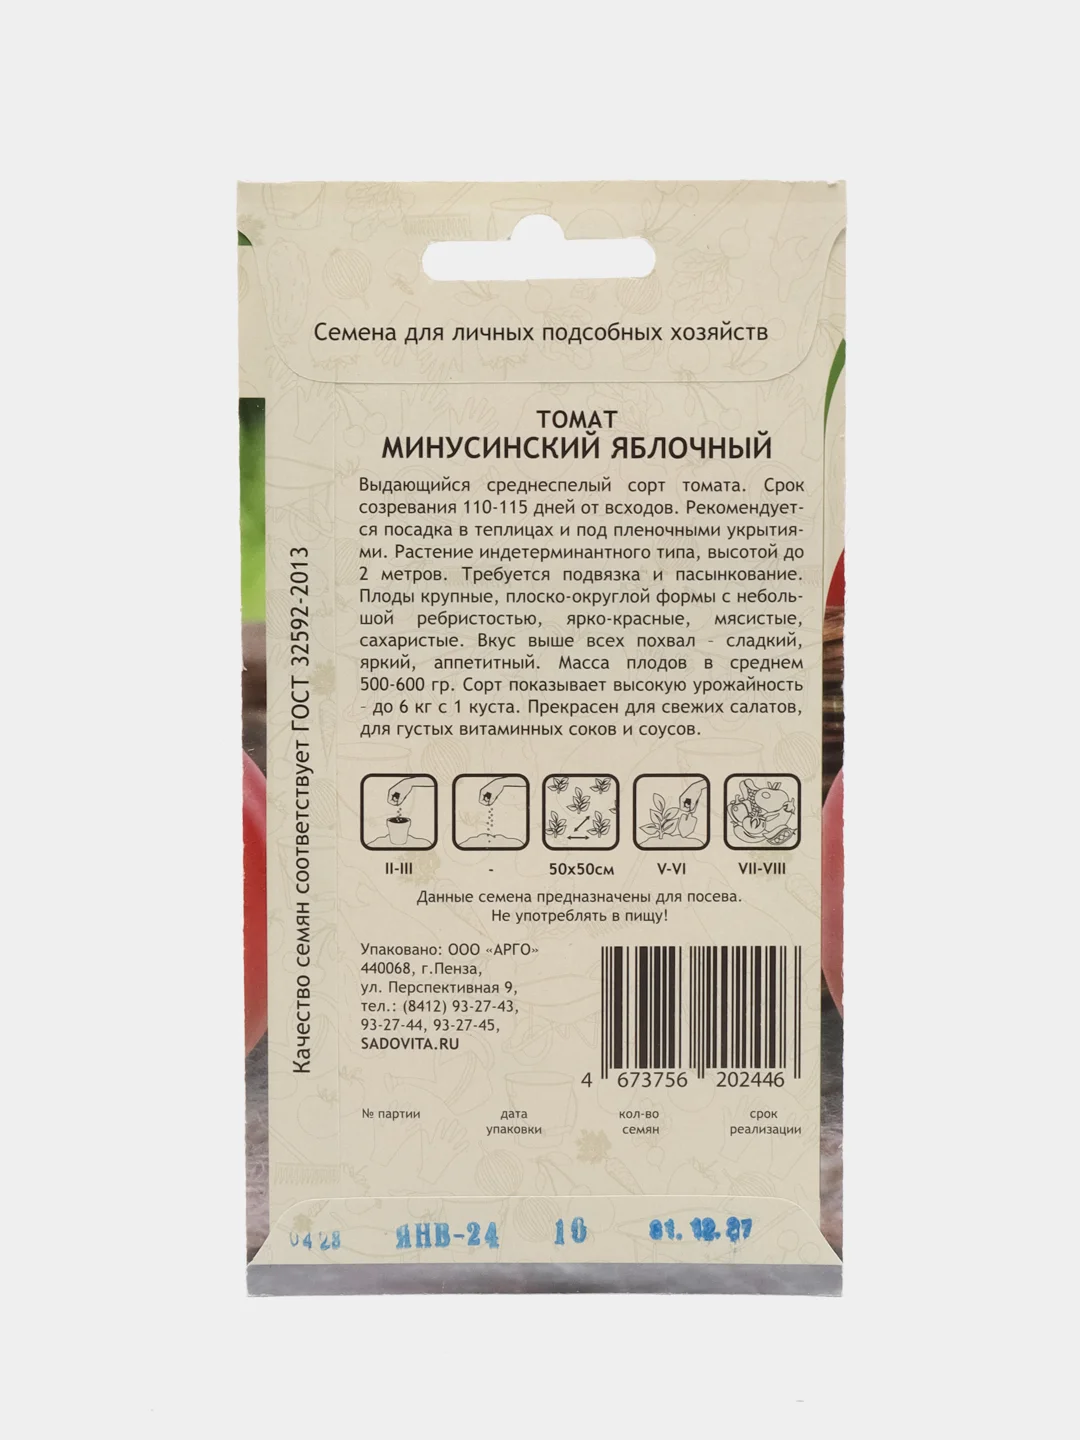 Семена для личных подсобных хозяйств
ТОМАТ
МИНУСИНСКИЙ ЯБЛОЧНЫЙ
Выдающийся среднеспелый сорт томата. Срок
созревания 110-115 дней от всходов. Рекомендует-
ся посадка в теплицах и под пленочными укрытия-
ми. Растение индетерминантного типа, высотой до
2 метров. Требуется подвязка и пасынкование.
Плоды крупные, плоско-округлой формы с неболь-
шой ребристостью, ярко-красные, мясистые,
сахаристые. Вкус выше всех похвал – сладкий,
яркий, аппетитный. Масса плодов в среднем
500-600 гр. Сорт показывает высокую урожайность
– до 6 кг с 1 куста. Прекрасен для свежих салатов,
для густых витаминных соков и соусов.
Качество семян соответствует ГОСТ 32592-2013
II-III - 50х50см V-VI VII-VIII
Данные семена предназначены для посева.
Не употреблять в пищу!
Упаковано: ООО «АРГО»
440068, г.Пенза,
ул. Перспективная 9,
тел.: (8412) 93-27-43,
93-27-44, 93-27-45,
SADOVITA.RU
4 673756 202446
№ партии дата кол-во срок
упаковки семян реализации
0423 ЯНВ-24 10 31.12.27